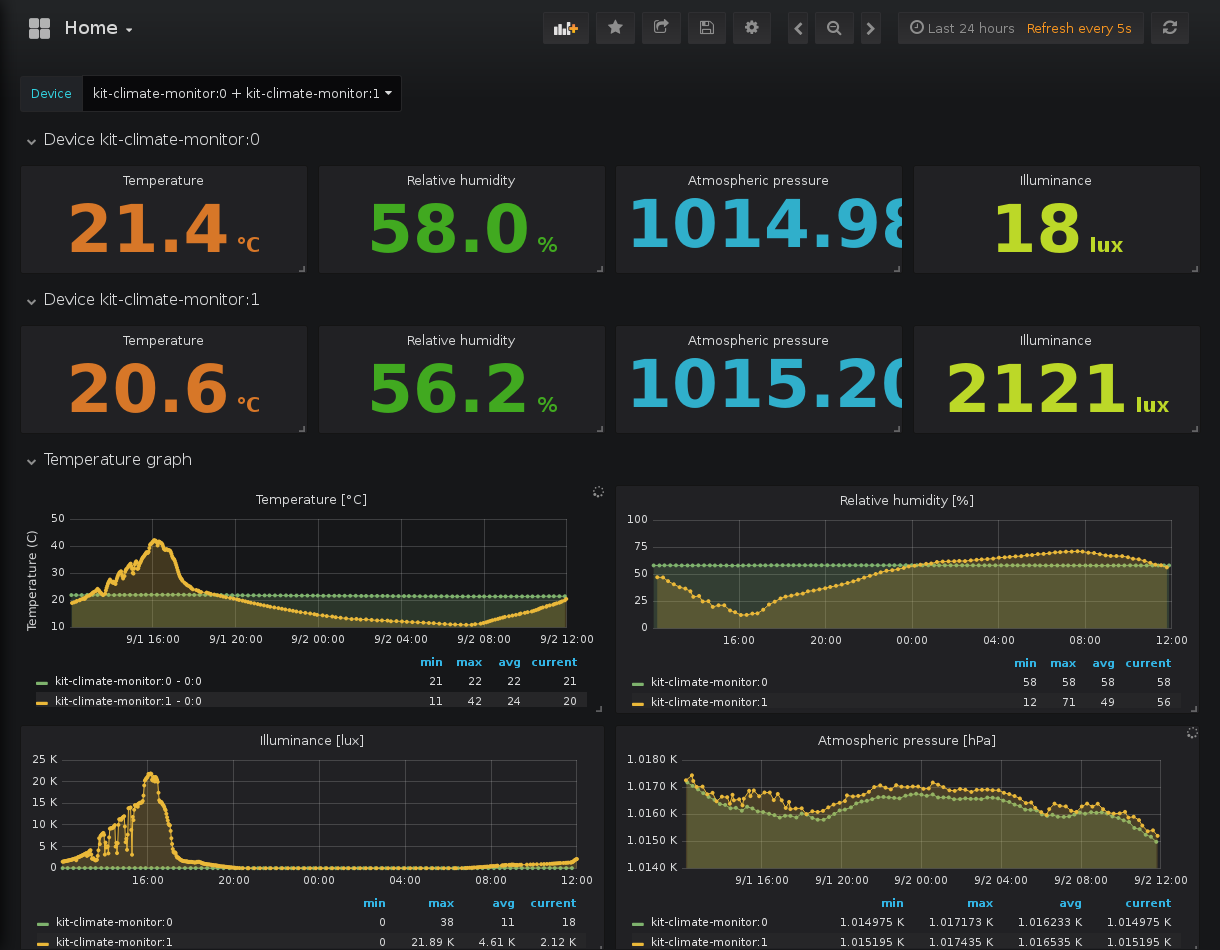 Home
Last 24 hours Refresh every 5s
Device kit-climate-monitor:0 + kit-climate-monitor:1
Device kit-climate-monitor:0
Temperature Relative humidity Atmospheric pressure Illuminance
21.4 °C 58.0 % 1014.98 18 lux
Device kit-climate-monitor:1
Temperature Relative humidity Atmospheric pressure Illuminance
20.6 °C 56.2 % 1015.20 2121 lux
Temperature graph
Temperature [°C]
Temperature (C)
50
40
30
20
10
9/1 16:00 9/1 20:00 9/2 00:00 9/2 04:00 9/2 08:00 9/2 12:00
min max avg current
kit-climate-monitor:0 - 0:0 21 22 22 21
kit-climate-monitor:1 - 0:0 11 42 24 20
Relative humidity [%]
100
75
50
25
0
16:00 20:00 00:00 04:00 08:00 12:00
min max avg current
kit-climate-monitor:0 58 58 58 58
kit-climate-monitor:1 12 71 49 56
Illuminance [lux]
25 K
20 K
15 K
10 K
5 K
0
16:00 20:00 00:00 04:00 08:00 12:00
min max avg current
kit-climate-monitor:0 0 38 11 18
kit-climate-monitor:1 0 21.89 K 4.61 K 2.12 K
Atmospheric pressure [hPa]
1.0180 K
1.0170 K
1.0160 K
1.0150 K
1.0140 K
9/1 16:00 9/1 20:00 9/2 00:00 9/2 04:00 9/2 08:00 9/2 12:00
min max avg current
kit-climate-monitor:0 1.014975 K 1.017173 K 1.016233 K 1.014975 K
kit-climate-monitor:1 1.015195 K 1.017435 K 1.016535 K 1.015195 K